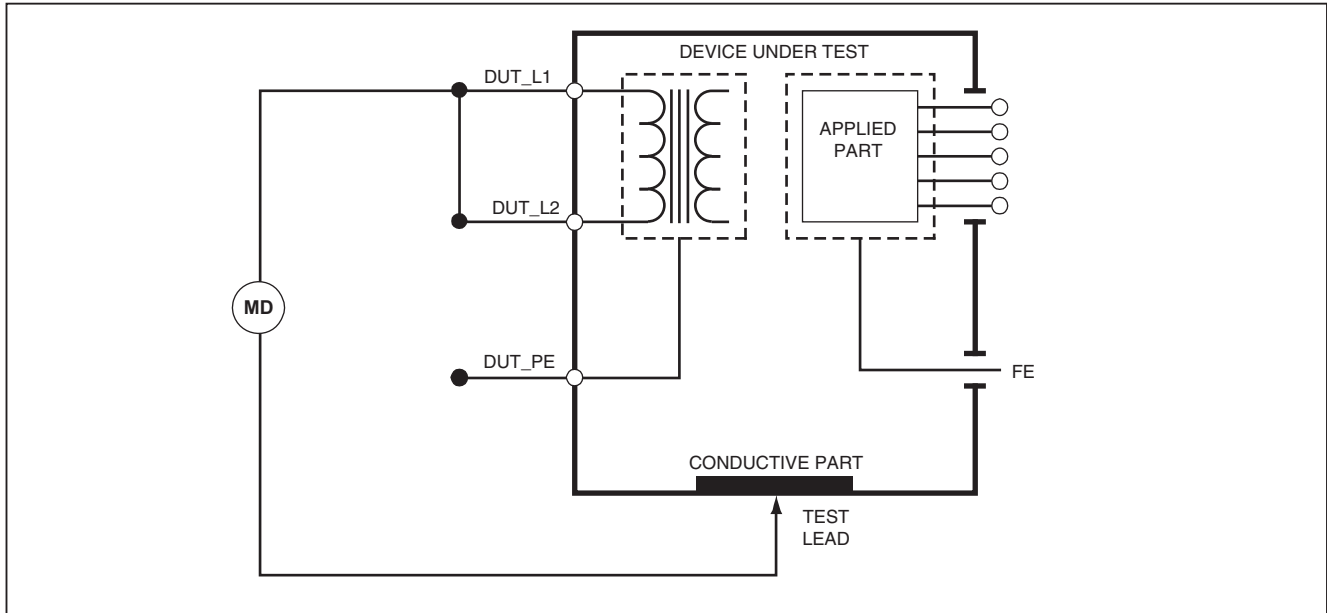 DEVICE UNDER TEST
DUT_L1
APPLIED
PART
DUT_L2
MD
DUT_PE
FE
CONDUCTIVE PART
TEST
LEAD